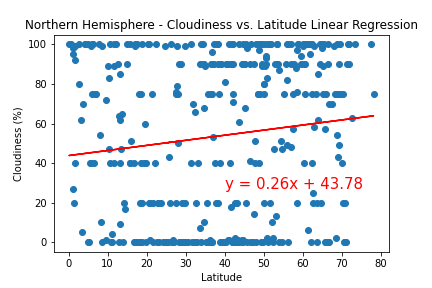 Northern Hemisphere - Cloudiness vs. Latitude Linear Regression
100
80
60
40
20
0
Cloudiness (%)
y = 0.26x + 43.78
0 10 20 30 40 50 60 70 80
Latitude